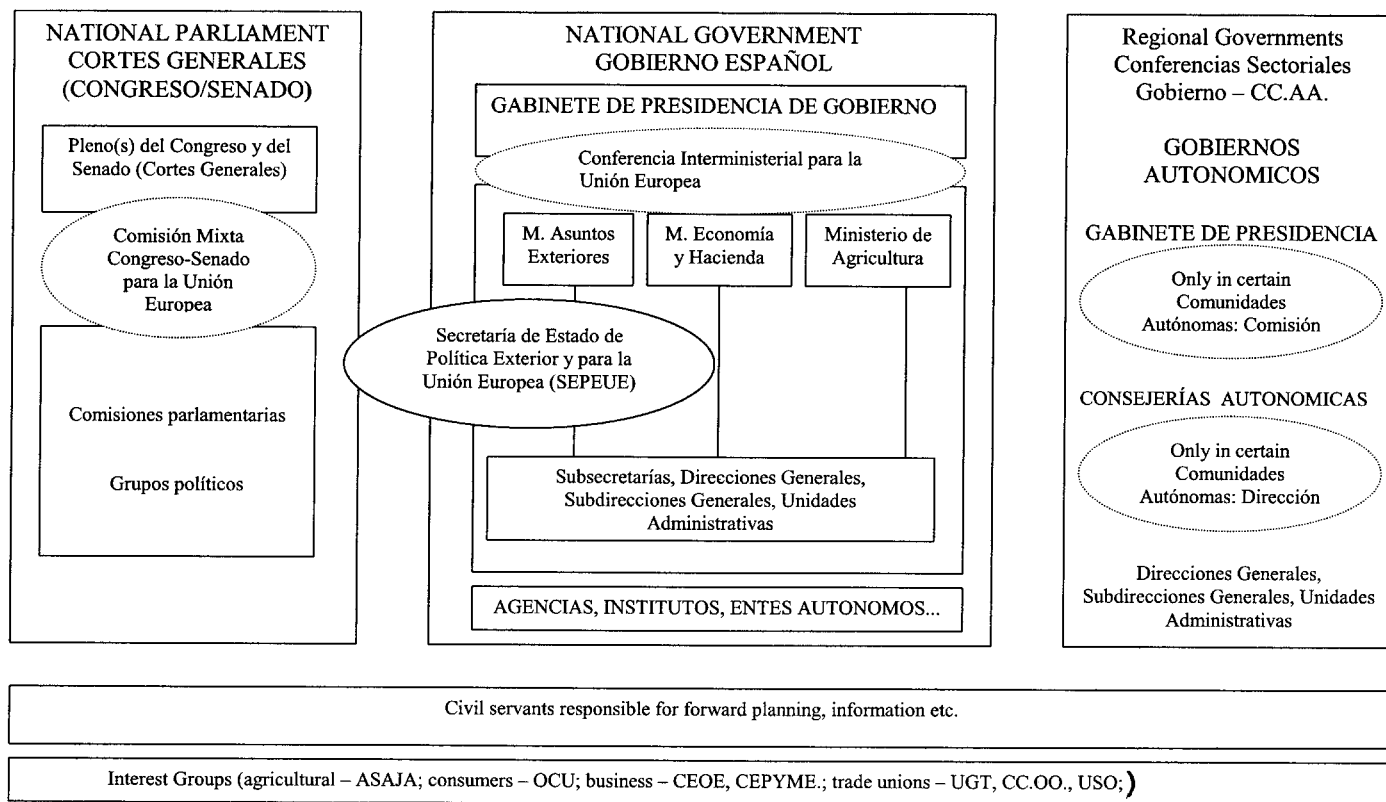 NATIONAL PARLIAMENT
CORTES GENERALES
(CONGRESO/SENADO)
Pleno(s) del Congreso y del
Senado (Cortes Generales)
Comisión Mixta
Congreso-Senado
para la Unión
Europea
Comisiones parlamentarias
Grupos políticos
NATIONAL GOVERNMENT
GOBIERNO ESPAÑOL
GABINETE DE PRESIDENCIA DE GOBIERNO
Conferencia Interministerial para la
Unión Europea
M. Asuntos
Exteriores
M. Economía
y Hacienda
Ministerio de
Agricultura
Secretaría de Estado de
Política Exterior y para la
Unión Europea (SEPEUE)
Subsecretarías, Direcciones Generales,
Subdirecciones Generales, Unidades
Administrativas
AGENCIAS, INSTITUTOS, ENTES AUTONOMOS...
Regional Governments
Conferencias Sectoriales
Gobierno – CC.AA.
GOBIERNOS
AUTONOMICOS
GABINETE DE PRESIDENCIA
Only in certain
Comunidades
Autónomas: Comisión
CONSEJERÍAS AUTONOMICAS
Only in certain
Comunidades
Autónomas: Dirección
Direcciones Generales,
Subdirecciones Generales, Unidades
Administrativas
Civil servants responsible for forward planning, information etc.
Interest Groups (agricultural – ASAJA; consumers – OCU; business – CEOE, CEPYME.; trade unions – UGT, CC.OO., USO;)